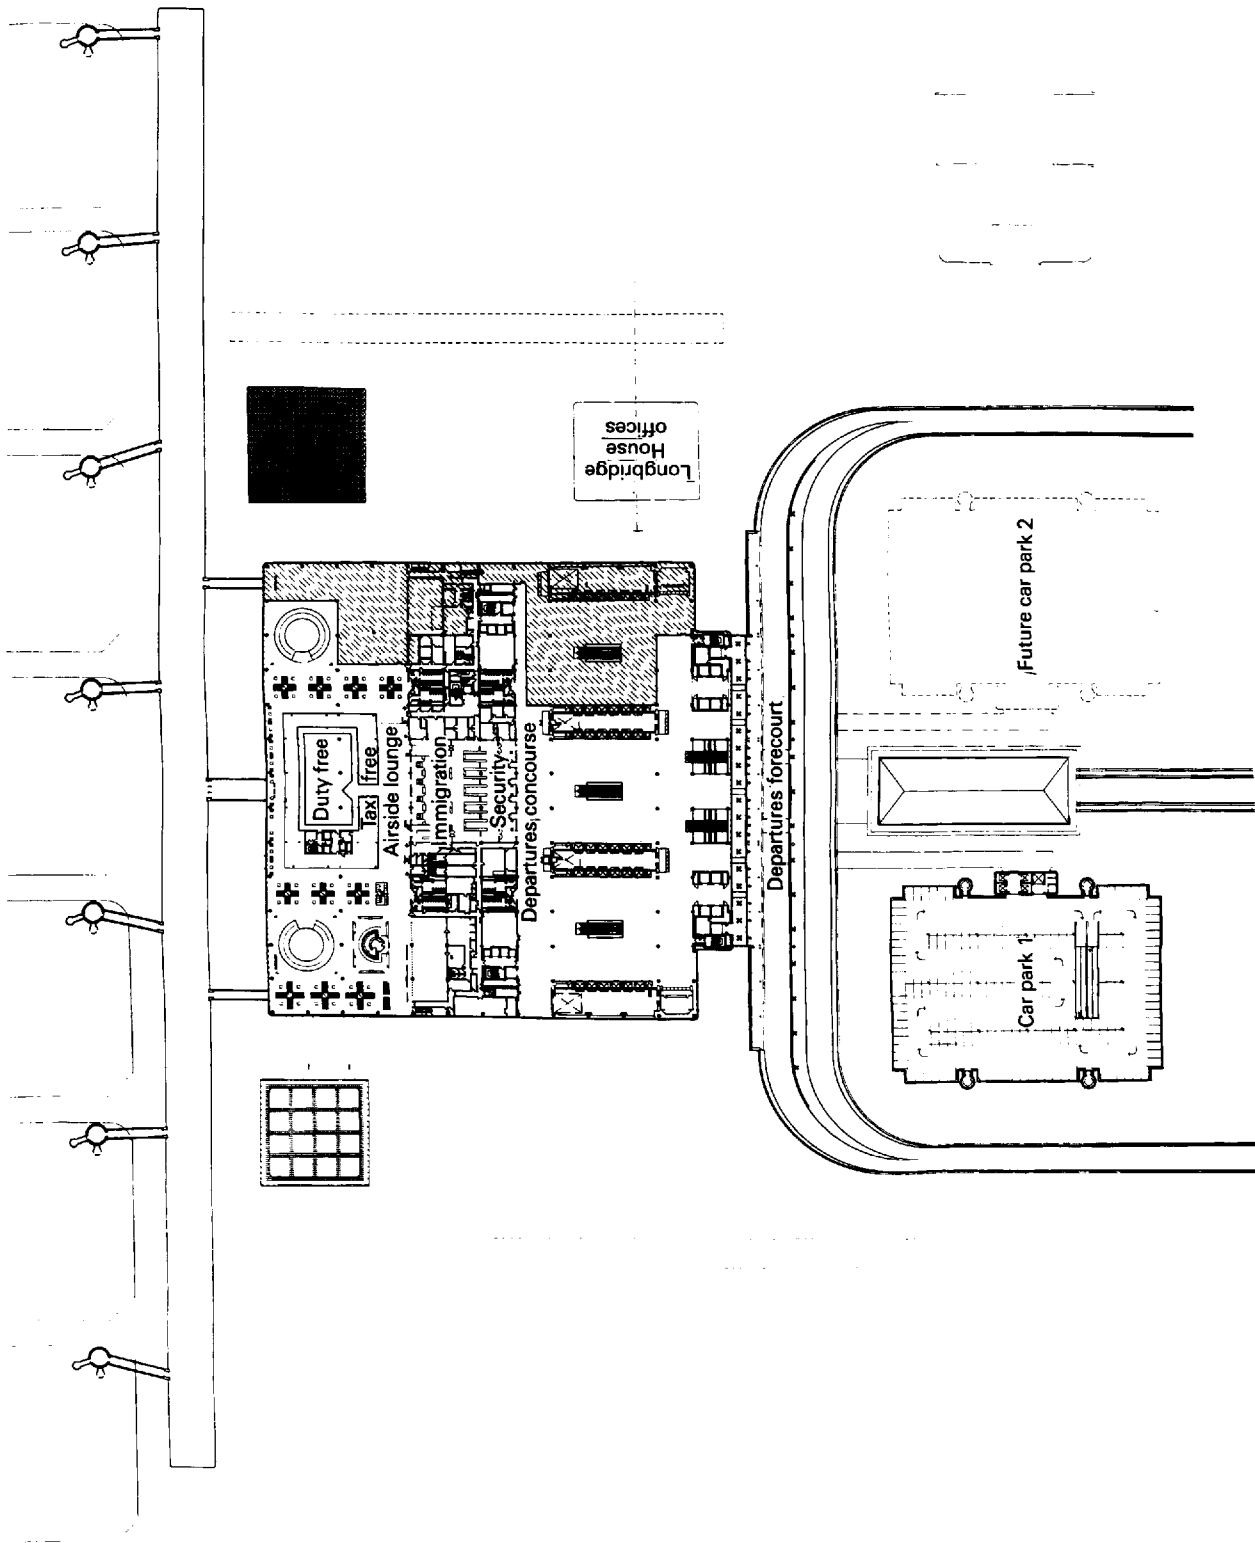 Longbridge
House
offices
Duty free
Tax free
Airside lounge
Immigration
Security
Departures concourse
Departures forecourt
Future car park 2
Car park 1